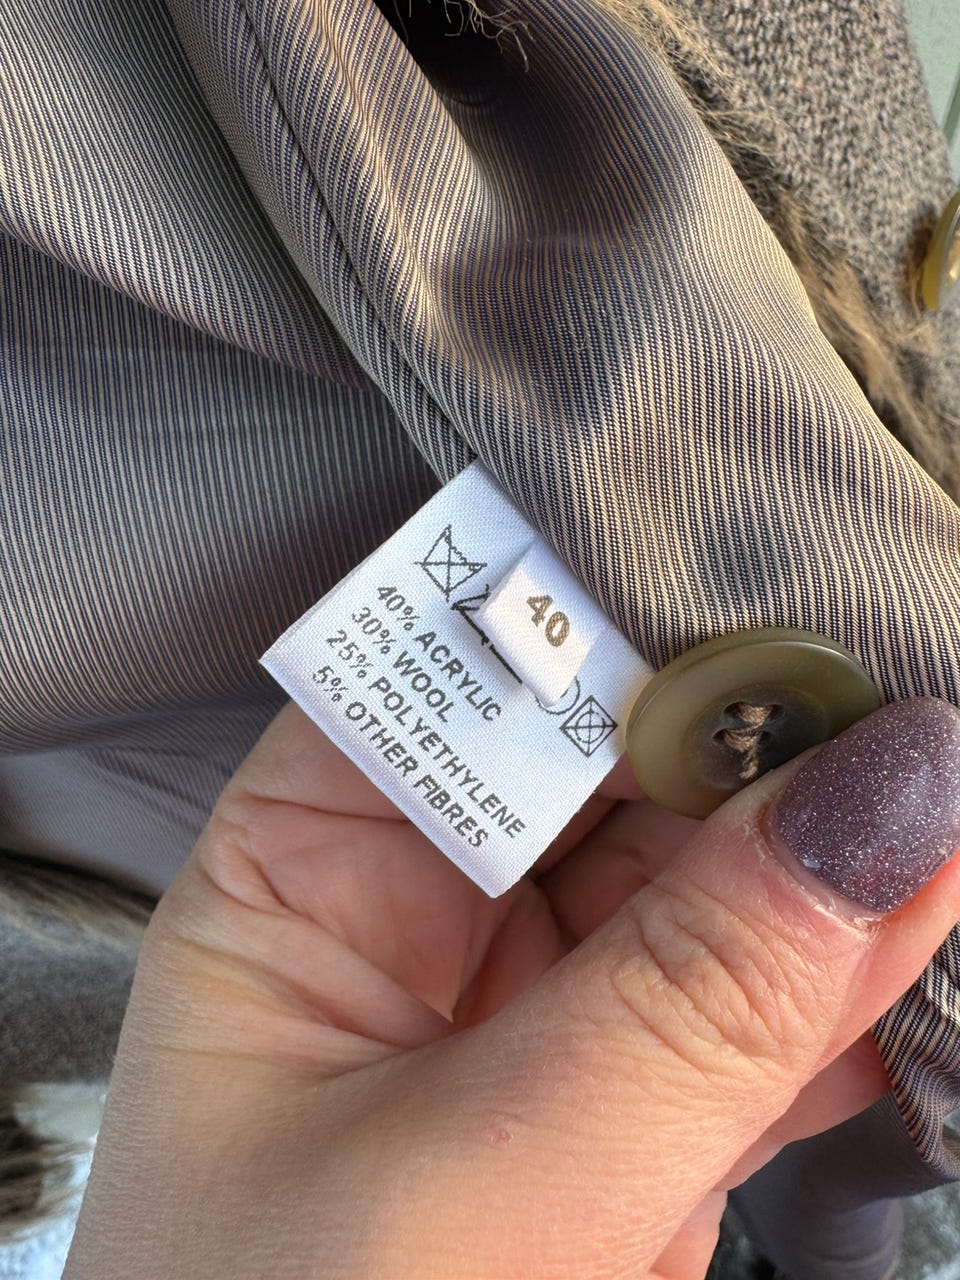 40
40% ACRYLIC
30% WOOL
25% POLYETHYLENE
5% OTHER FIBRES